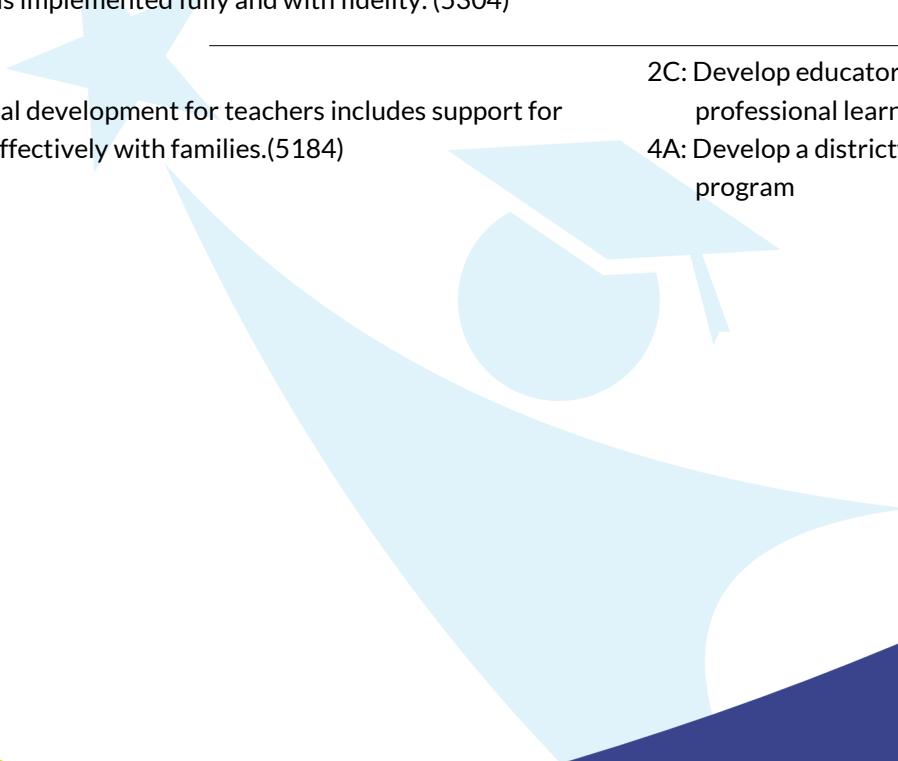 is implemented fully and with fidelity. (5304)
al development for teachers includes support for
ffectively with families.(5184)
2C: Develop educator
professional learn
4A: Develop a district
program